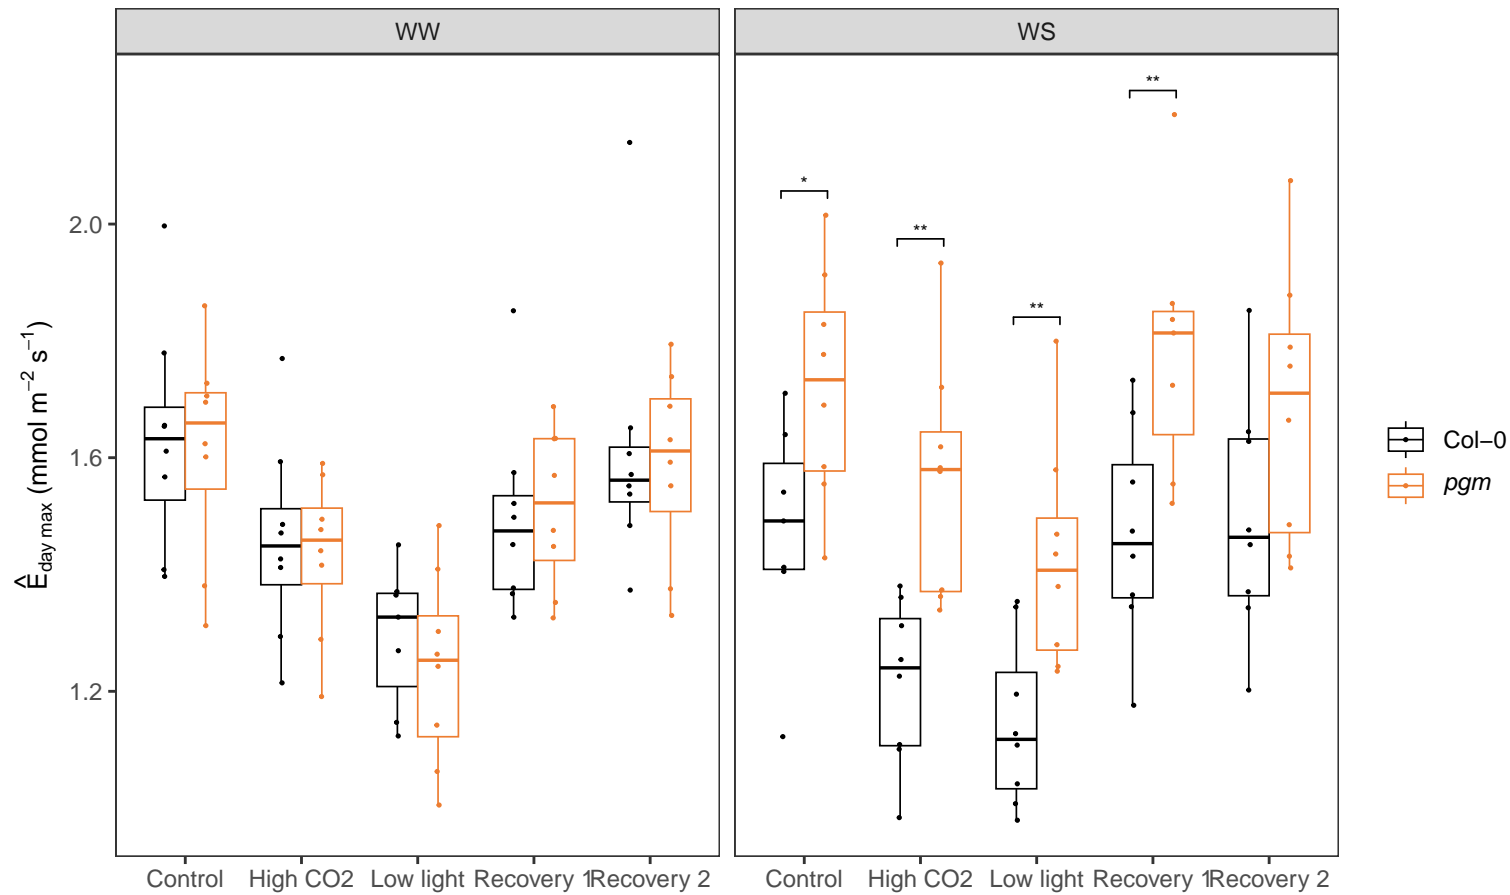 WW WS
**
*
**
**
2.0
1.6
1.2
Êday max (mmol m−2 s−1)
Control High CO2 Low light Recovery 1 Recovery 2 Control High CO2 Low light Recovery 1 Recovery 2
Col−0
pgm